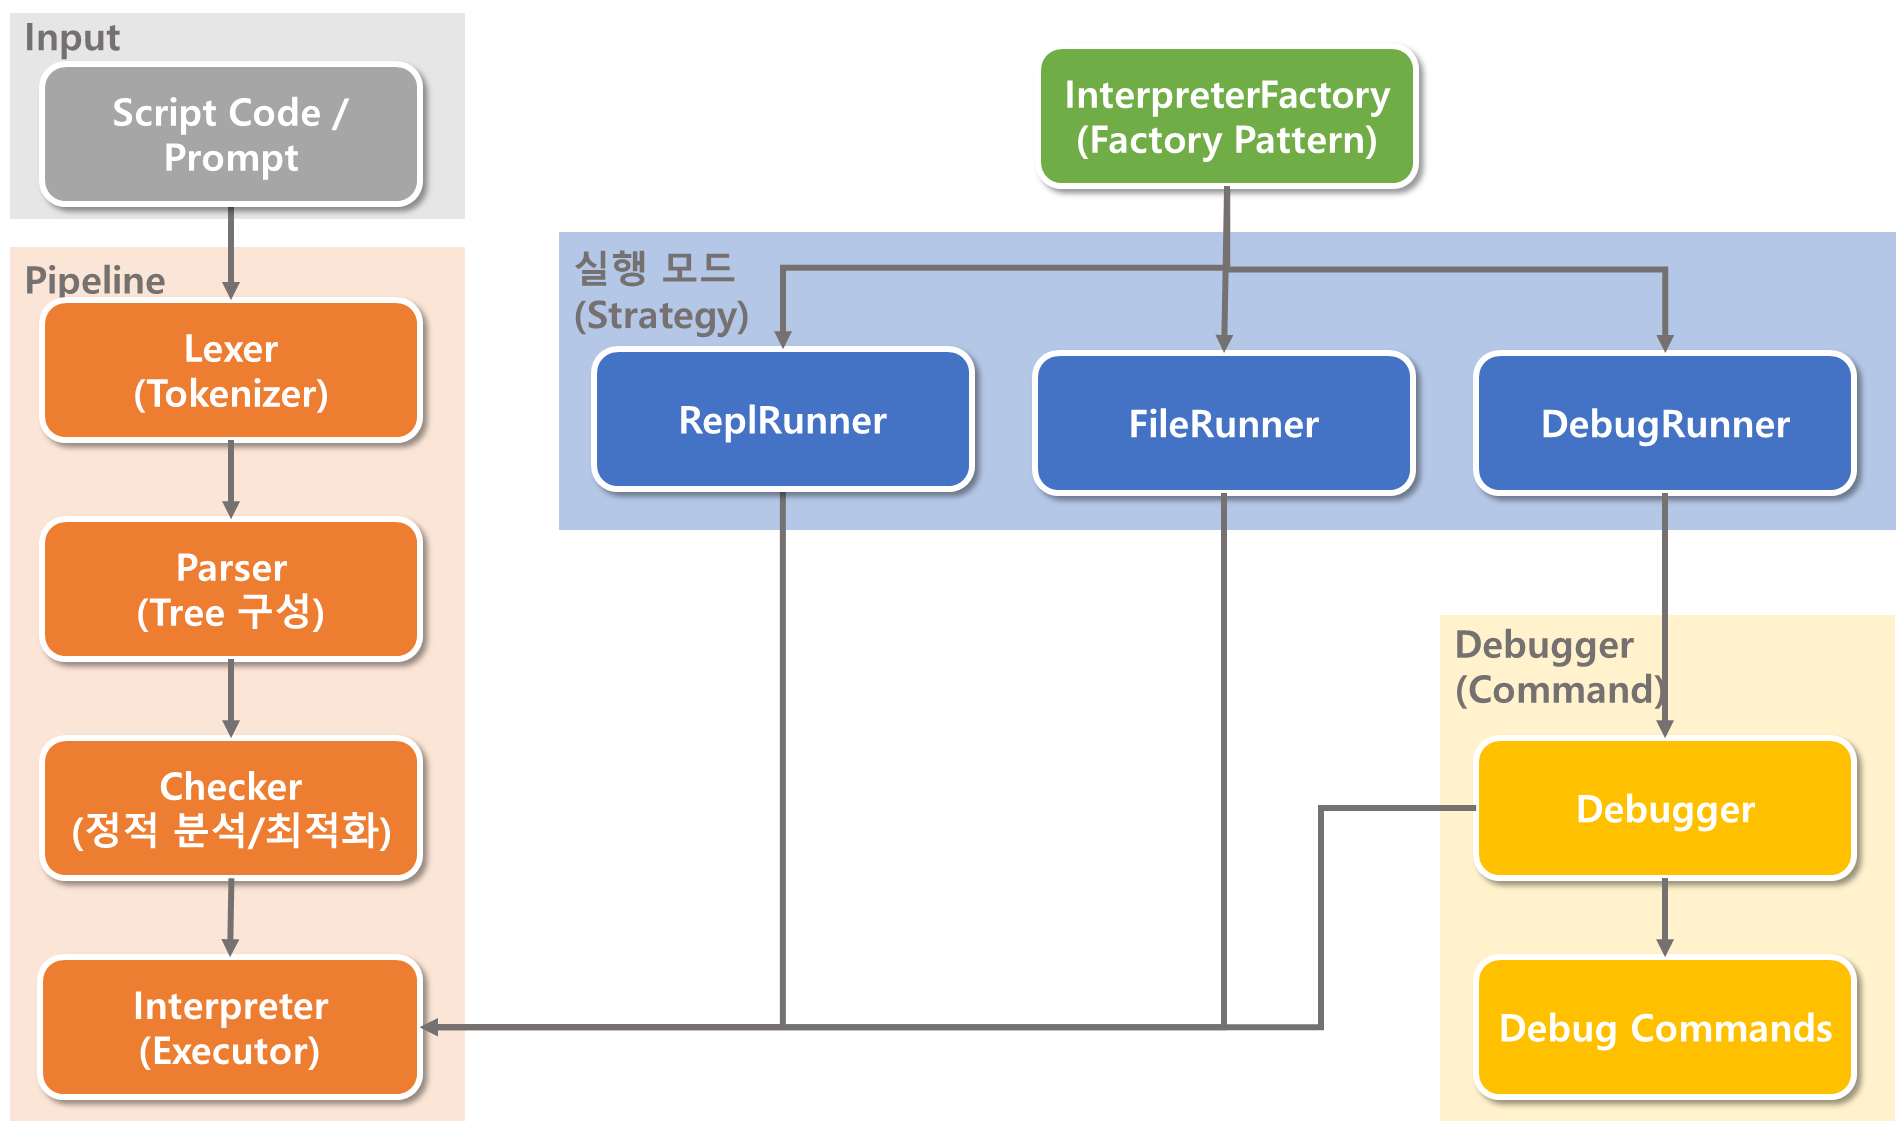 Input
Script Code /
Prompt
Pipeline
Lexer
(Tokenizer)
Parser
(Tree 구성)
Checker
(정적 분석/최적화)
Interpreter
(Executor)
InterpreterFactory
(Factory Pattern)
실행 모드
(Strategy)
ReplRunner
FileRunner
DebugRunner
Debugger
(Command)
Debugger
Debug Commands